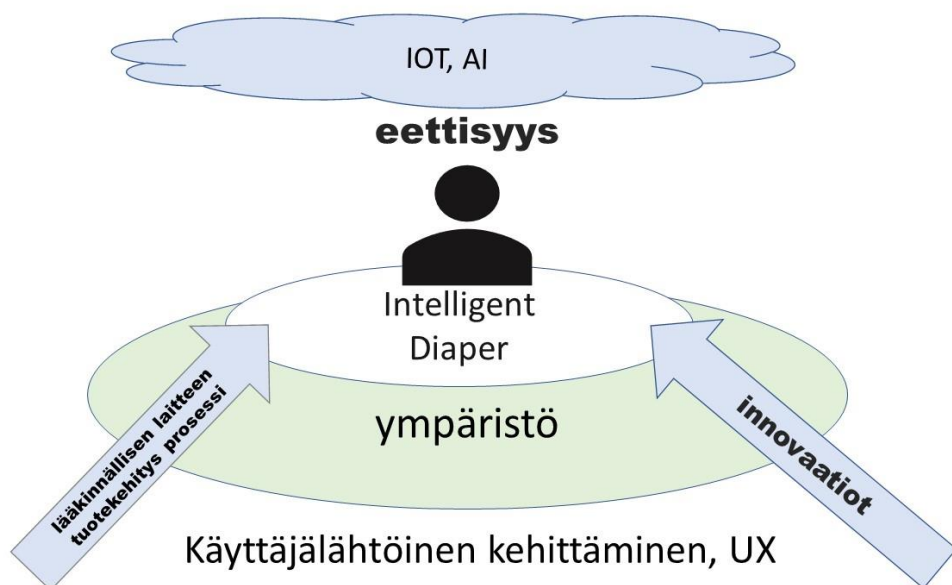 IOT, AI
eettisyys
Intelligent
Diaper
ympäristö
lääkinnällisen laitteen
tuotekehitys prosessi
innovaatiot
Käyttäjälähtöinen kehittäminen, UX